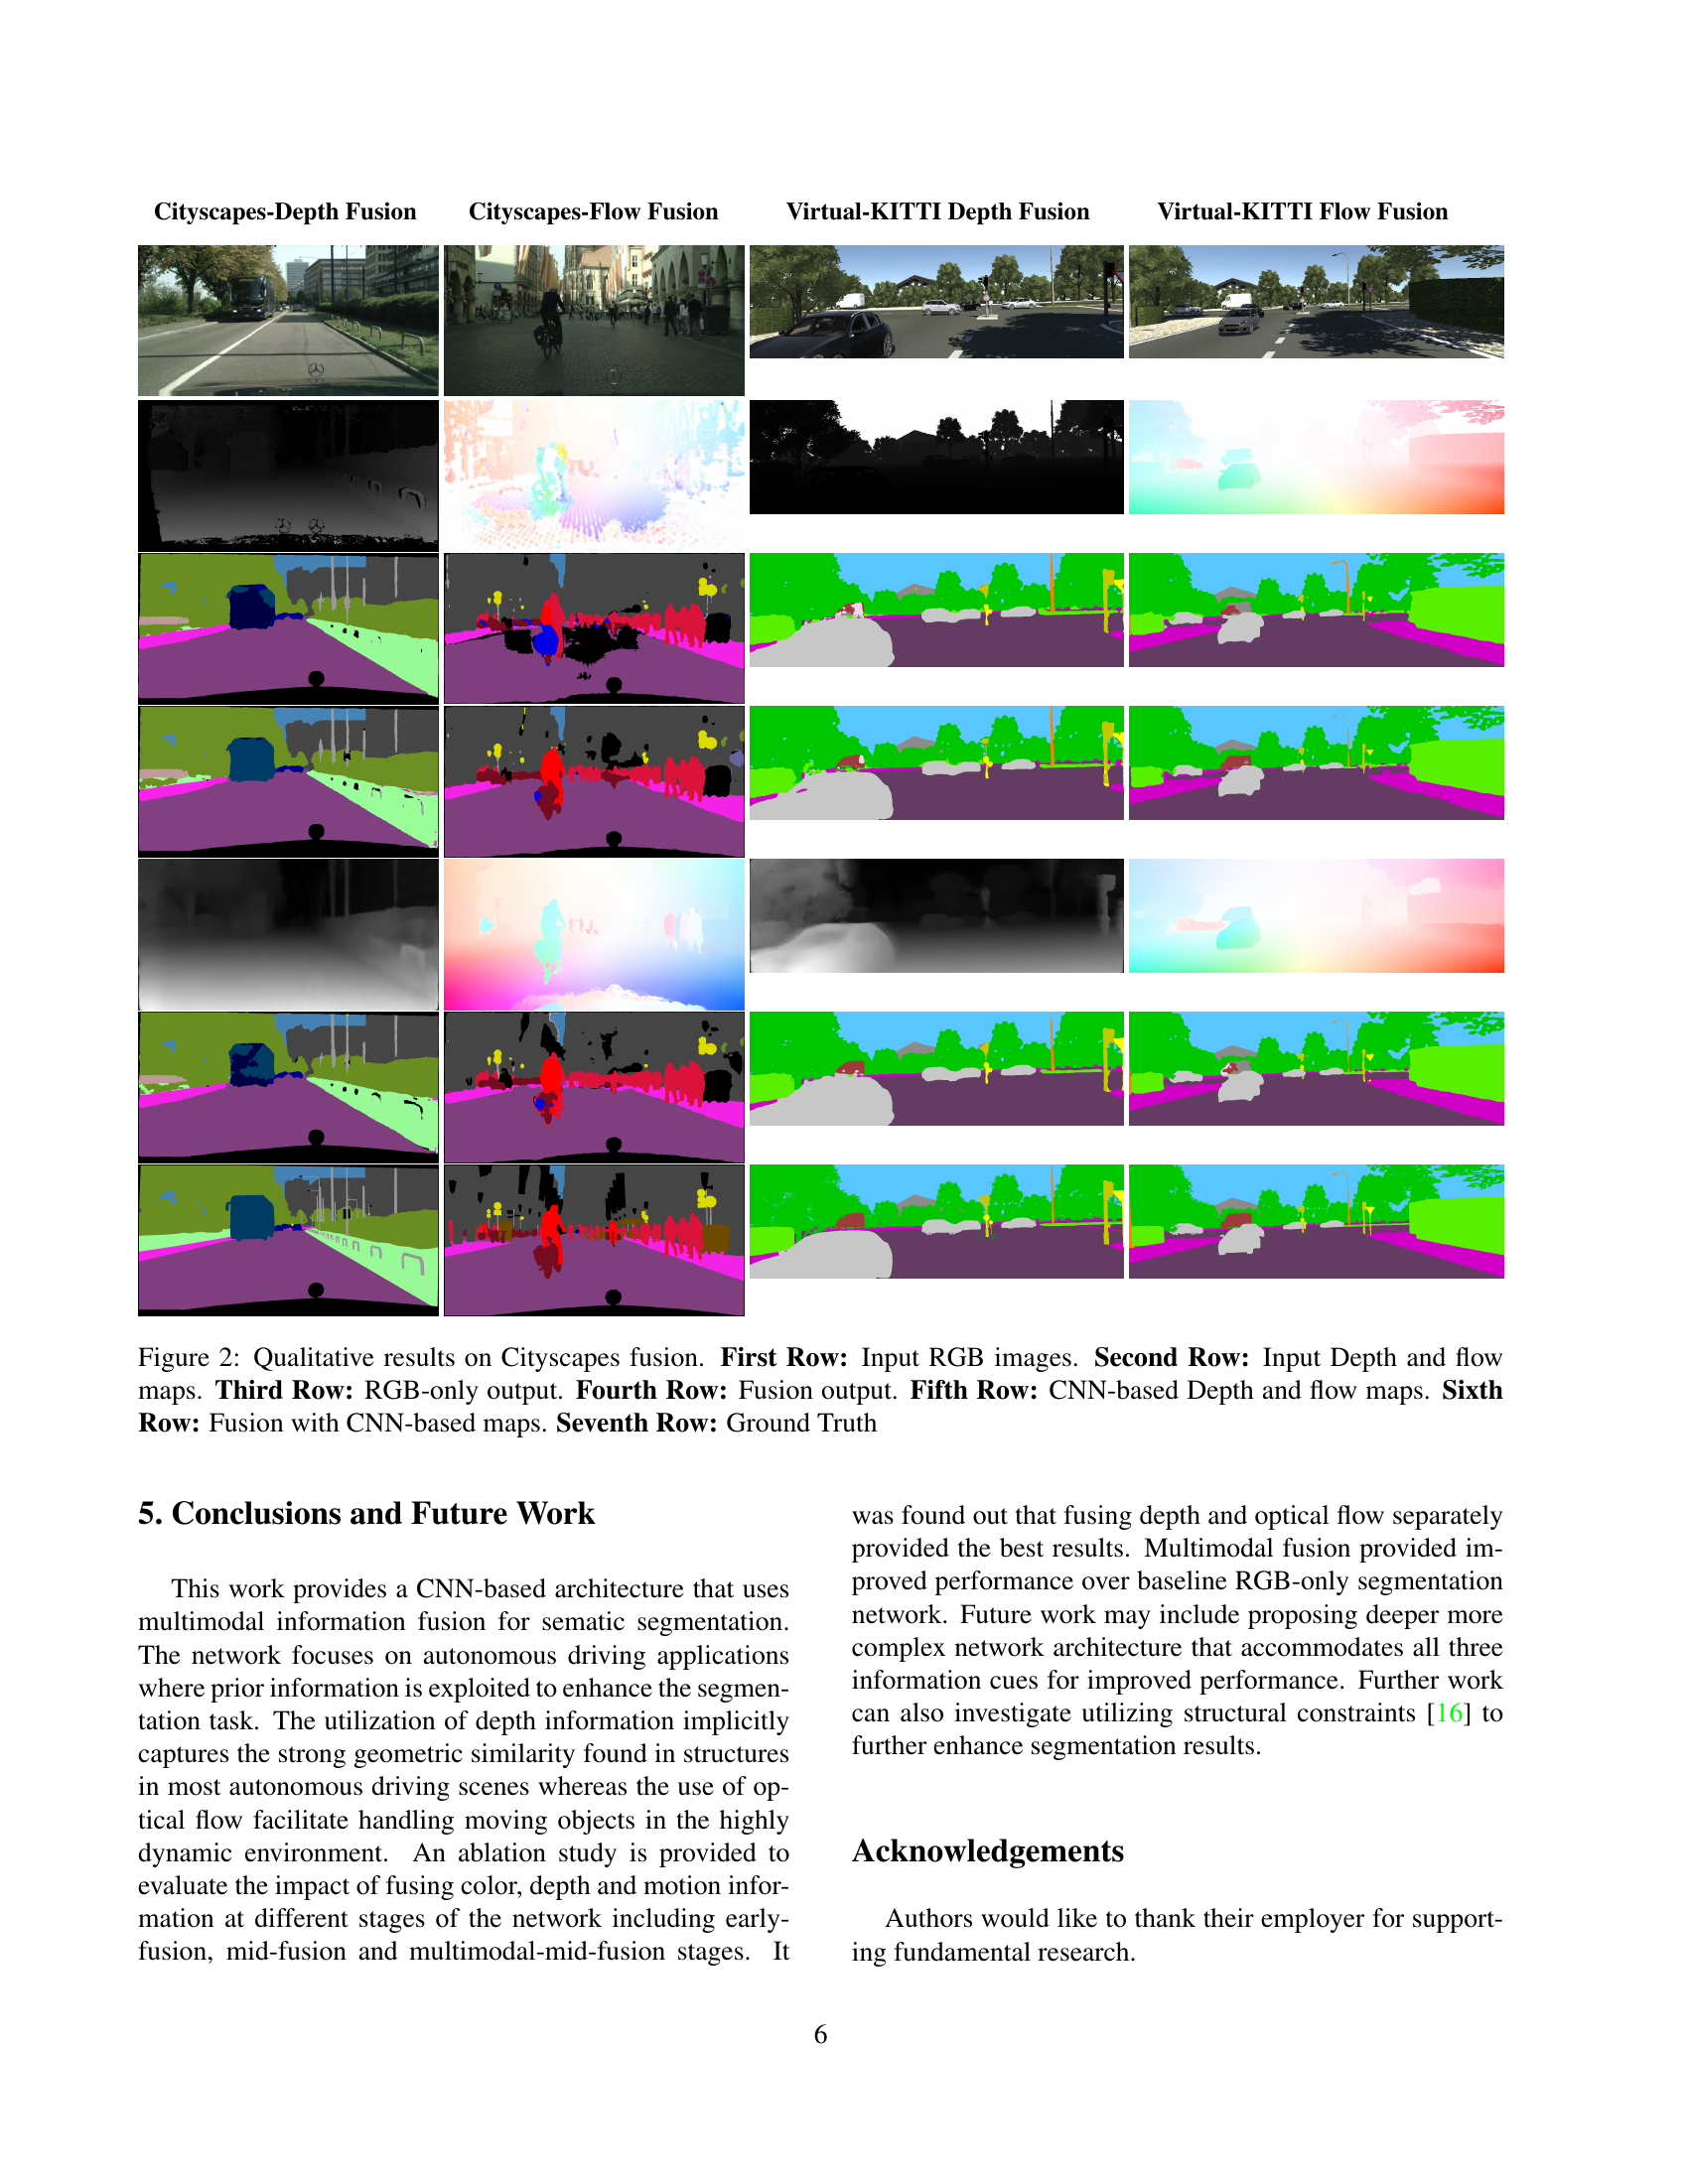 Cityscapes-Depth Fusion Cityscapes-Flow Fusion Virtual-KITTI Depth Fusion Virtual-KITTI Flow Fusion
Figure 2: Qualitative results on Cityscapes fusion. First Row: Input RGB images. Second Row: Input Depth and flow
maps. Third Row: RGB-only output. Fourth Row: Fusion output. Fifth Row: CNN-based Depth and flow maps. Sixth
Row: Fusion with CNN-based maps. Seventh Row: Ground Truth
5. Conclusions and Future Work
This work provides a CNN-based architecture that uses
multimodal information fusion for sematic segmentation.
The network focuses on autonomous driving applications
where prior information is exploited to enhance the segmen-
tation task. The utilization of depth information implicitly
captures the strong geometric similarity found in structures
in most autonomous driving scenes whereas the use of op-
tical flow facilitate handling moving objects in the highly
dynamic environment. An ablation study is provided to
evaluate the impact of fusing color, depth and motion infor-
mation at different stages of the network including early-
fusion, mid-fusion and multimodal-mid-fusion stages. It
was found out that fusing depth and optical flow separately
provided the best results. Multimodal fusion provided im-
proved performance over baseline RGB-only segmentation
network. Future work may include proposing deeper more
complex network architecture that accommodates all three
information cues for improved performance. Further work
can also investigate utilizing structural constraints [16] to
further enhance segmentation results.
Acknowledgements
Authors would like to thank their employer for support-
ing fundamental research.
6